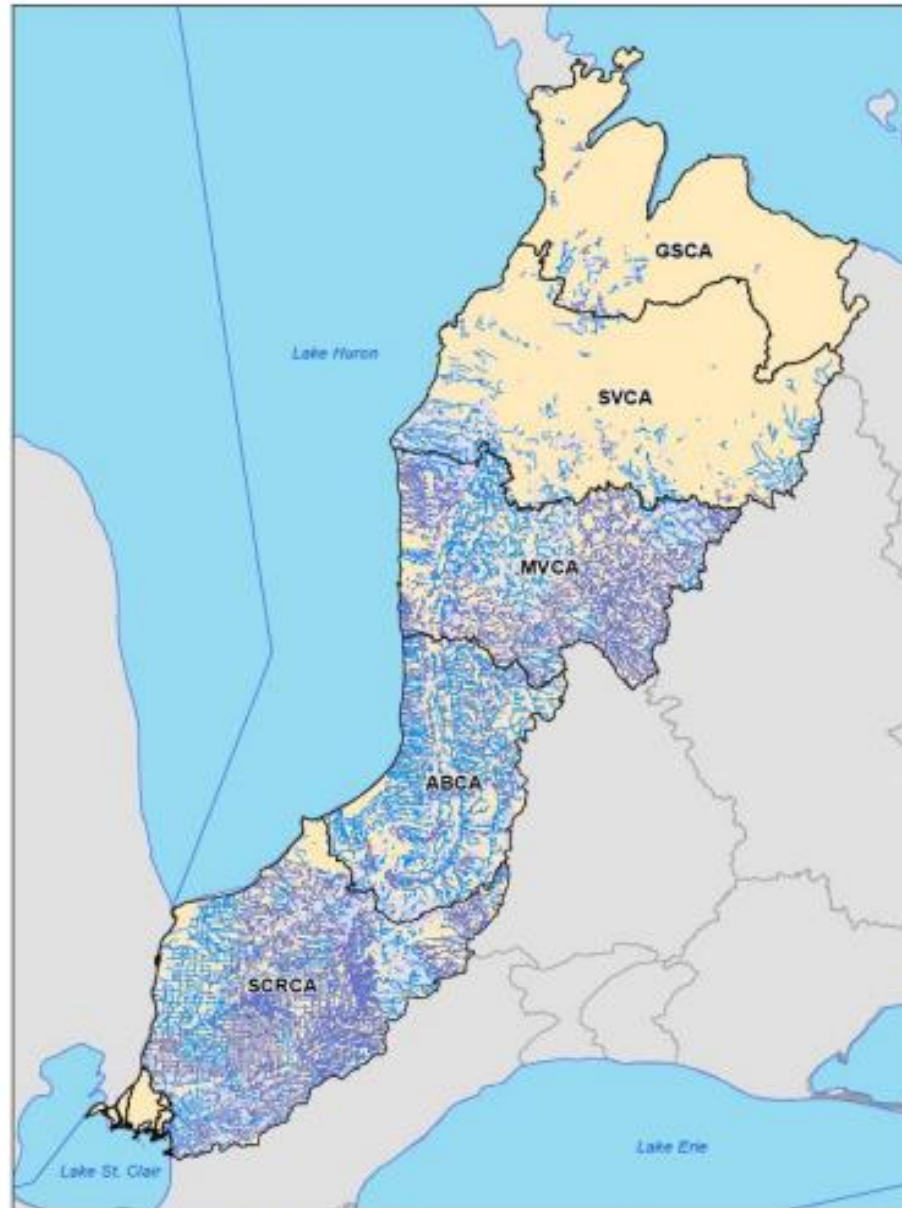 GSCA
Lake Huron
SVCA
MVCA
ABCA
SCRCA
Lake Erie
Lake St. Clair